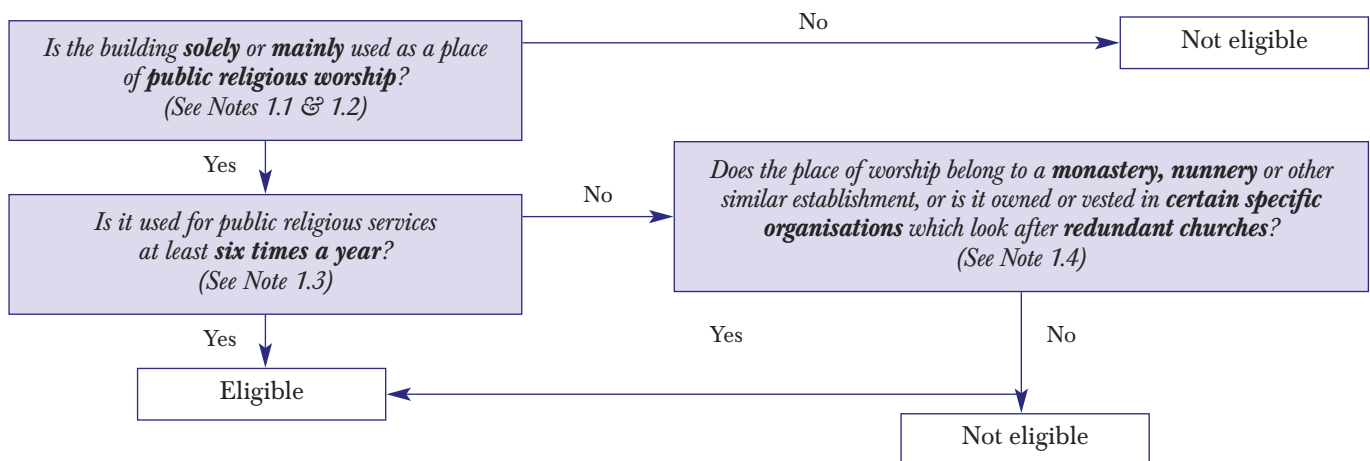 Is the building solely or mainly used as a place
of public religious worship?
(See Notes 1.1 & 1.2)
No
Not eligible
Yes
Is it used for public religious services
at least six times a year?
(See Note 1.3)
No
Does the place of worship belong to a monastery, nunnery or other
similar establishment, or is it owned or vested in certain specific
organisations which look after redundant churches?
(See Note 1.4)
Yes
Yes
No
Eligible
Not eligible